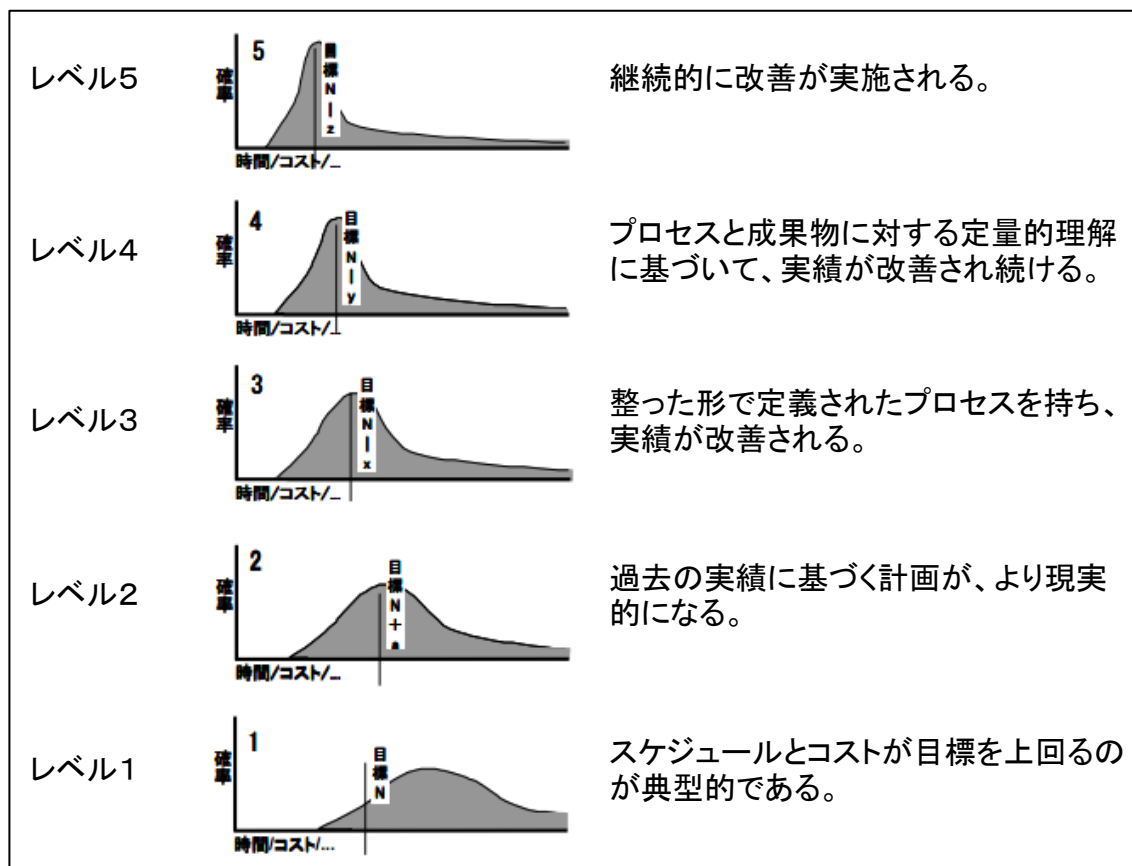 レベル5
5
確率
目標N-z
時間/コスト/...
継続的に改善が実施される。
レベル4
4
確率
目標N-y
時間/コスト/...
プロセスと成果物に対する定量的理解
に基づいて、実績が改善され続ける。
レベル3
3
確率
目標N-x
時間/コスト/...
整った形で定義されたプロセスを持ち、
実績が改善される。
レベル2
2
確率
目標N+a
時間/コスト/...
過去の実績に基づく計画が、より現実
的になる。
レベル1
1
確率
目標N
時間/コスト/...
スケジュールとコストが目標を上回るの
が典型的である。